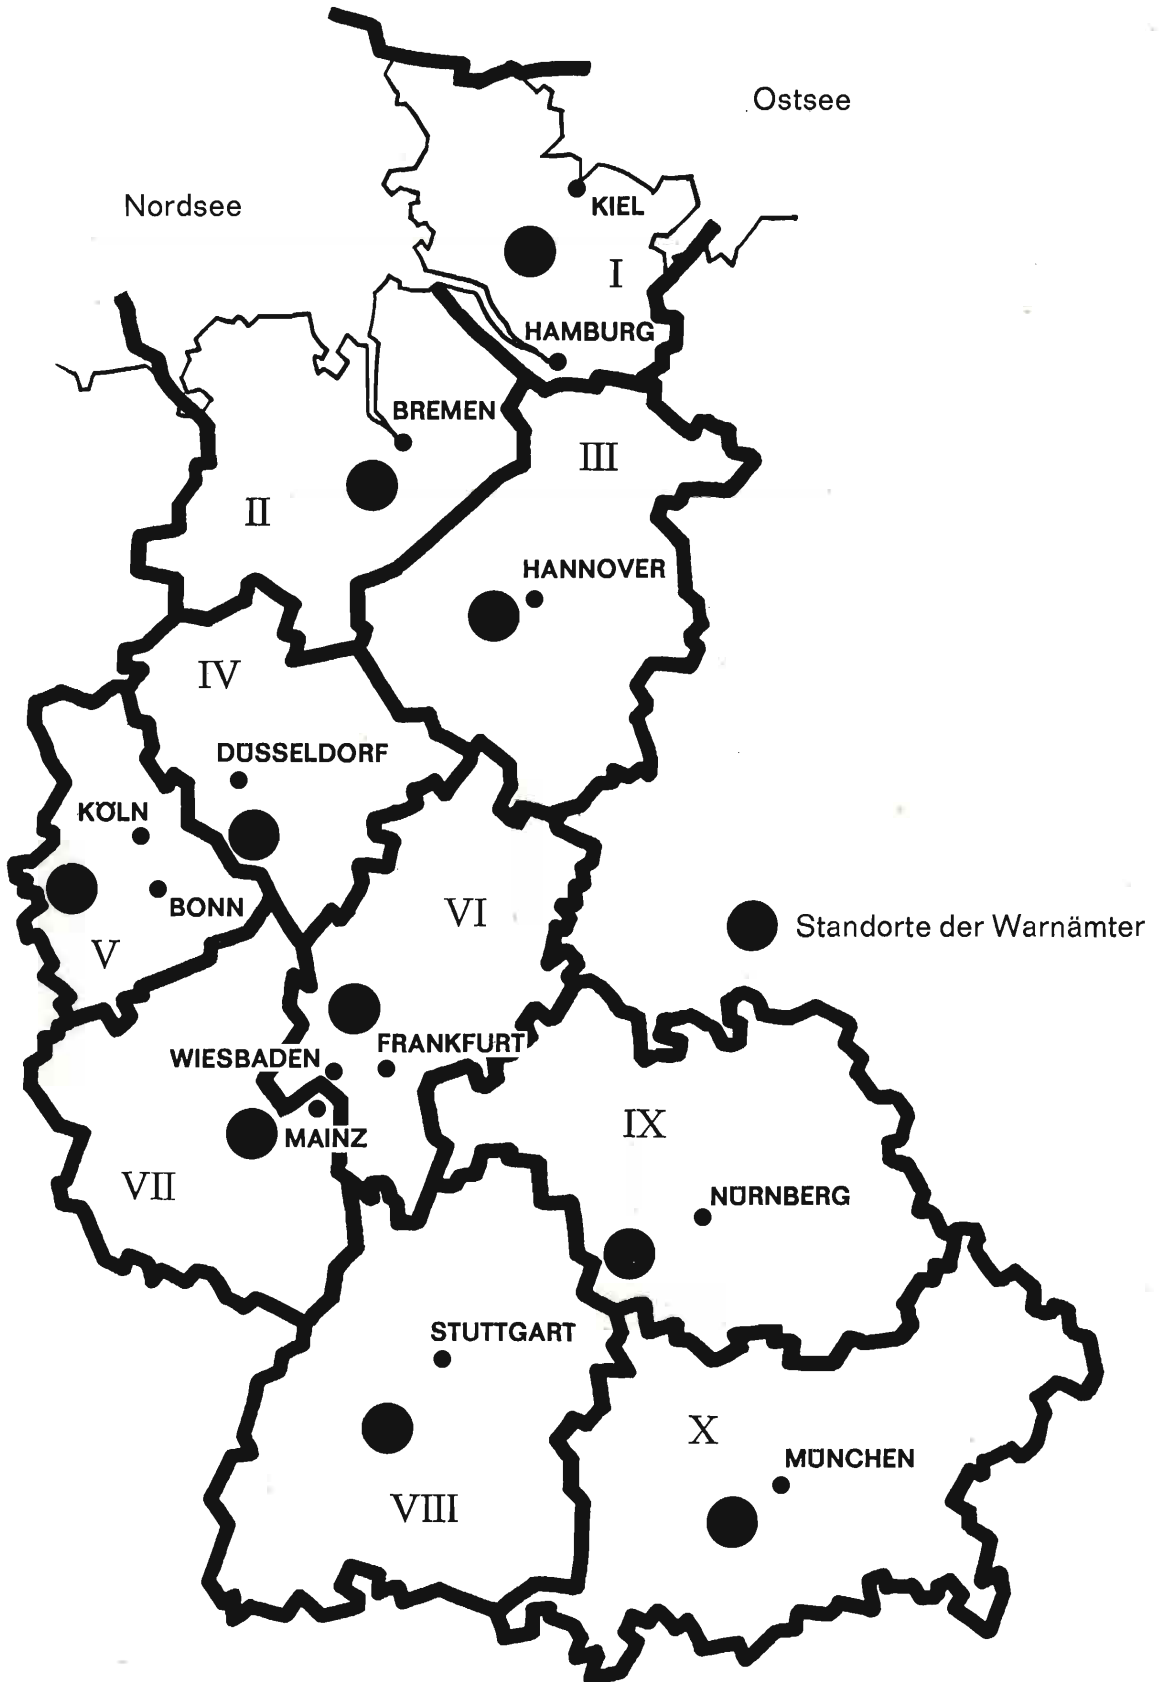 Ostsee
Nordsee
KIEL
I
HAMBURG
BREMEN
III
II
HANNOVER
IV
DÜSSELDORF
KÖLN
BONN
VI
Standorte der Warnämter
V
FRANKFURT
WIESBADEN
IX
MAINZ
VII
NÜRNBERG
STUTTGART
X
MÜNCHEN
VIII